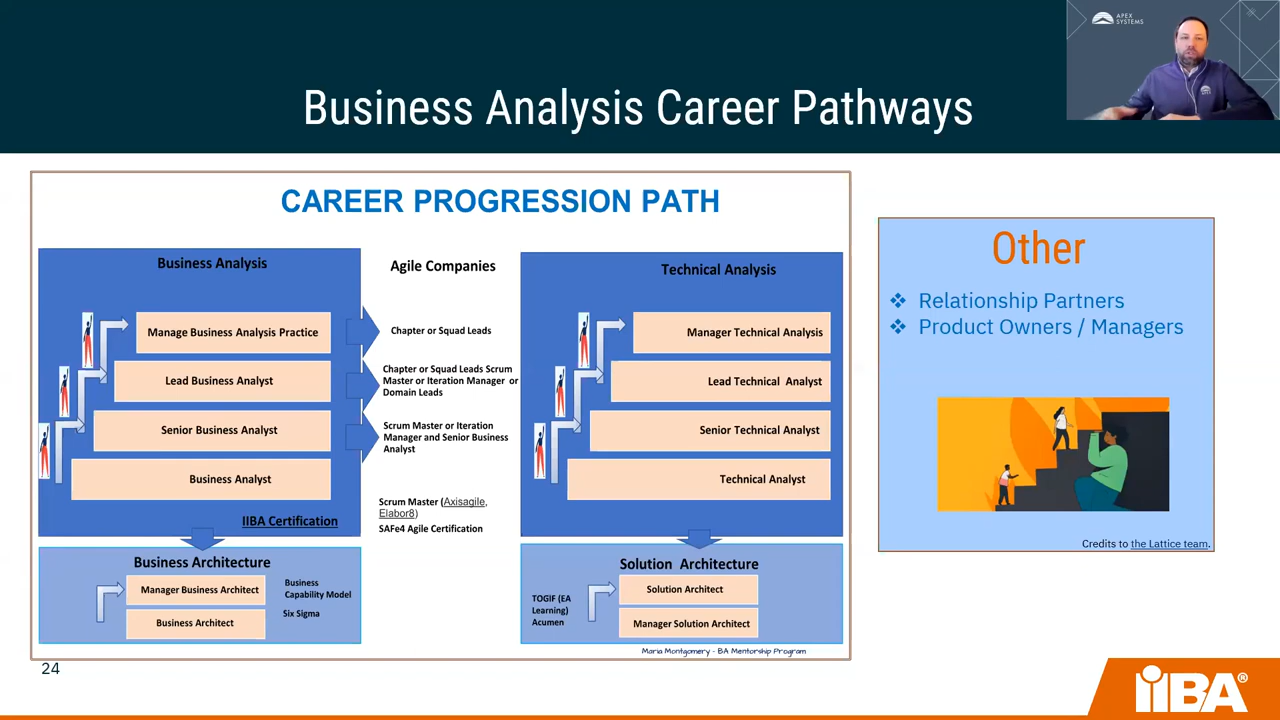 APEX
SYSTEMS
Business Analysis Career Pathways
CAREER PROGRESSION PATH
Business Analysis
Manage Business Analysis Practice
Lead Business Analyst
Senior Business Analyst
Business Analyst
IIBA Certification
Agile Companies
Chapter or Squad Leads
Chapter or Squad Leads Scrum
Master or Iteration Manager or
Domain Leads
Scrum Master or Iteration
Manager and Senior Business
Analyst
Scrum Master (Axisagile,
Elabor8)
SAFe4 Agile Certification
Technical Analysis
Manager Technical Analysis
Lead Technical Analyst
Senior Technical Analyst
Technical Analyst
Business Architecture
Manager Business Architect
Business Architect
Business
Capability Model
Six Sigma
Solution Architecture
TOGIF (EA
Learning)
Acumen
Solution Architect
Manager Solution Architect
Maria Montgomery - BA Mentorship Program
Other
❖ Relationship Partners
❖ Product Owners / Managers
Credits to the Lattice team.
24
IIBA®